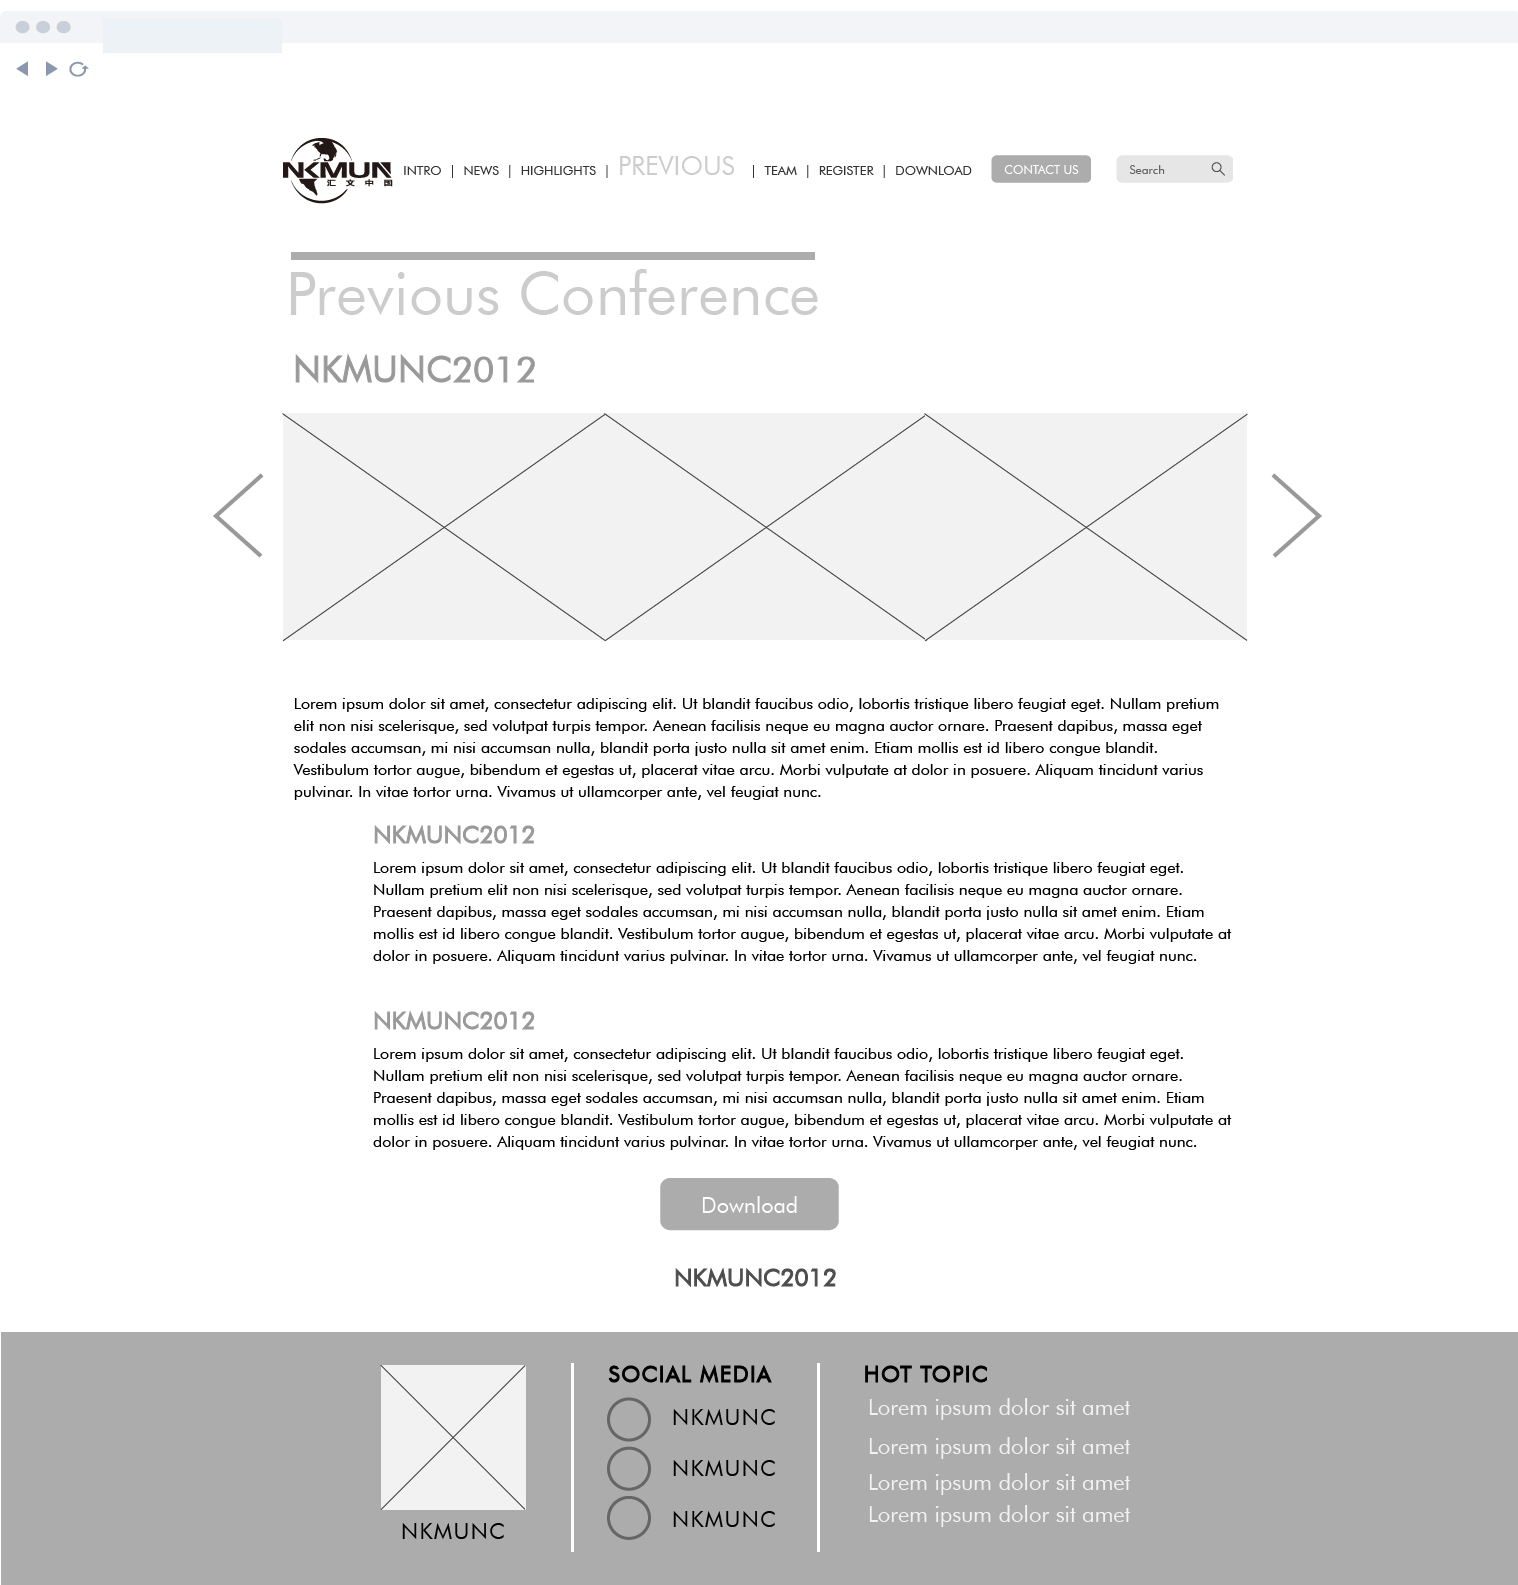 NKMUN
汇文中国
INTRO | NEWS | HIGHLIGHTS | PREVIOUS | TEAM | REGISTER | DOWNLOAD
CONTACT US
Search
Previous Conference
NKMUNC2012
Lorem ipsum dolor sit amet, consectetur adipiscing elit. Ut blandit faucibus odio, lobortis tristique libero feugiat eget. Nullam pretium
elit non nisi scelerisque, sed volutpat turpis tempor. Aenean facilisis neque eu magna auctor ornare. Praesent dapibus, massa eget
sodales accumsan, mi nisi accumsan nulla, blandit porta justo nulla sit amet enim. Etiam mollis est id libero congue blandit.
Vestibulum tortor augue, bibendum et egestas ut, placerat vitae arcu. Morbi vulputate at dolor in posuere. Aliquam tincidunt varius
pulvinar. In vitae tortor urna. Vivamus ut ullamcorper ante, vel feugiat nunc.
NKMUNC2012
Lorem ipsum dolor sit amet, consectetur adipiscing elit. Ut blandit faucibus odio, lobortis tristique libero feugiat eget.
Nullam pretium elit non nisi scelerisque, sed volutpat turpis tempor. Aenean facilisis neque eu magna auctor ornare.
Praesent dapibus, massa eget sodales accumsan, mi nisi accumsan nulla, blandit porta justo nulla sit amet enim. Etiam
mollis est id libero congue blandit. Vestibulum tortor augue, bibendum et egestas ut, placerat vitae arcu. Morbi vulputate at
dolor in posuere. Aliquam tincidunt varius pulvinar. In vitae tortor urna. Vivamus ut ullamcorper ante, vel feugiat nunc.
NKMUNC2012
Lorem ipsum dolor sit amet, consectetur adipiscing elit. Ut blandit faucibus odio, lobortis tristique libero feugiat eget.
Nullam pretium elit non nisi scelerisque, sed volutpat turpis tempor. Aenean facilisis neque eu magna auctor ornare.
Praesent dapibus, massa eget sodales accumsan, mi nisi accumsan nulla, blandit porta justo nulla sit amet enim. Etiam
mollis est id libero congue blandit. Vestibulum tortor augue, bibendum et egestas ut, placerat vitae arcu. Morbi vulputate at
dolor in posuere. Aliquam tincidunt varius pulvinar. In vitae tortor urna. Vivamus ut ullamcorper ante, vel feugiat nunc.
Download
NKMUNC2012
NKMUNC
SOCIAL MEDIA
NKMUNC
NKMUNC
NKMUNC
HOT TOPIC
Lorem ipsum dolor sit amet
Lorem ipsum dolor sit amet
Lorem ipsum dolor sit amet
Lorem ipsum dolor sit amet